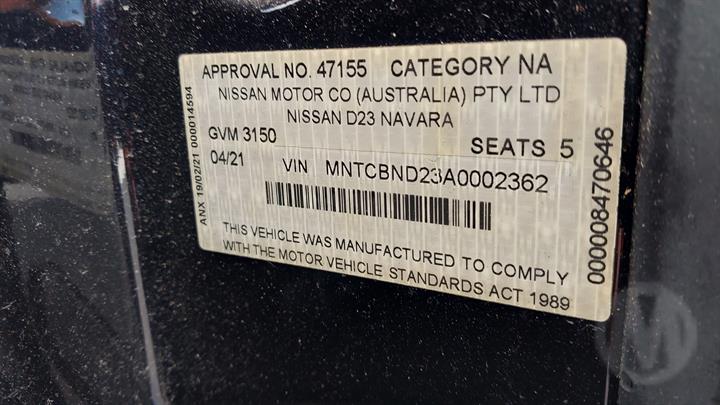 APPROVAL NO. 47155 CATEGORY NA
NISSAN MOTOR CO (AUSTRALIA) PTY LTD
NISSAN D23 NAVARA
GVM 3150 SEATS 5
04/21 VIN MNTCBND23A0002362
THIS VEHICLE WAS MANUFACTURED TO COMPLY
WITH THE MOTOR VEHICLE STANDARDS ACT 1989
ANX 19/02/21 000014594
000008470646
M